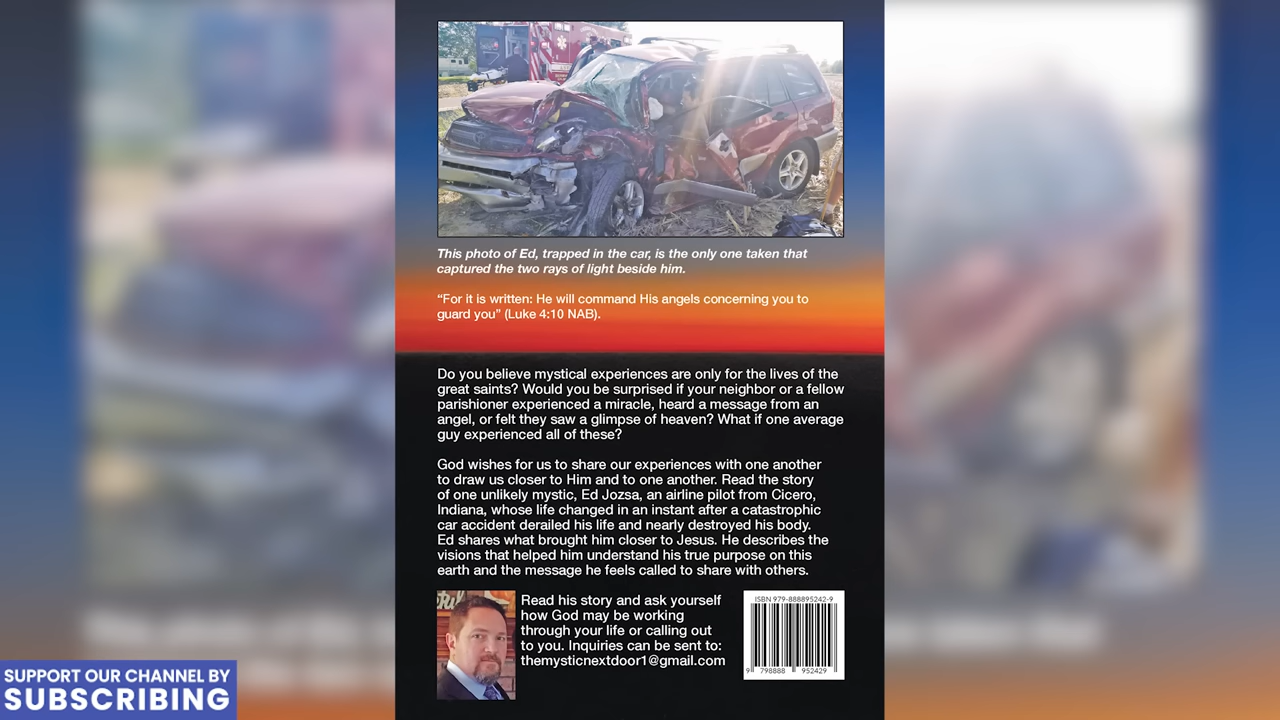 This photo of Ed, trapped in the car, is the only one taken that
captured the two rays of light beside him.
“For it is written: He will command His angels concerning you to
guard you” (Luke 4:10 NAB).
Do you believe mystical experiences are only for the lives of the
great saints? Would you be surprised if your neighbor or a fellow
parishioner experienced a miracle, heard a message from an
angel, or felt they saw a glimpse of heaven? What if one average
guy experienced all of these?
God wishes for us to share our experiences with one another
to draw us closer to Him and to one another. Read the story
of one unlikely mystic, Ed Jozsa, an airline pilot from Cicero,
Indiana, whose life changed in an instant after a catastrophic
car accident derailed his life and nearly destroyed his body.
Ed shares what brought him closer to Jesus. He describes the
visions that helped him understand his true purpose on this
earth and the message he feels called to share with others.
Read his story and ask yourself
how God may be working
through your life or calling out
to you. Inquiries can be sent to:
themysticnextdoor1@gmail.com
ISBN 979-888895242-9
9 798888 952429
SUPPORT OUR CHANNEL BY
SUBSCRIBING